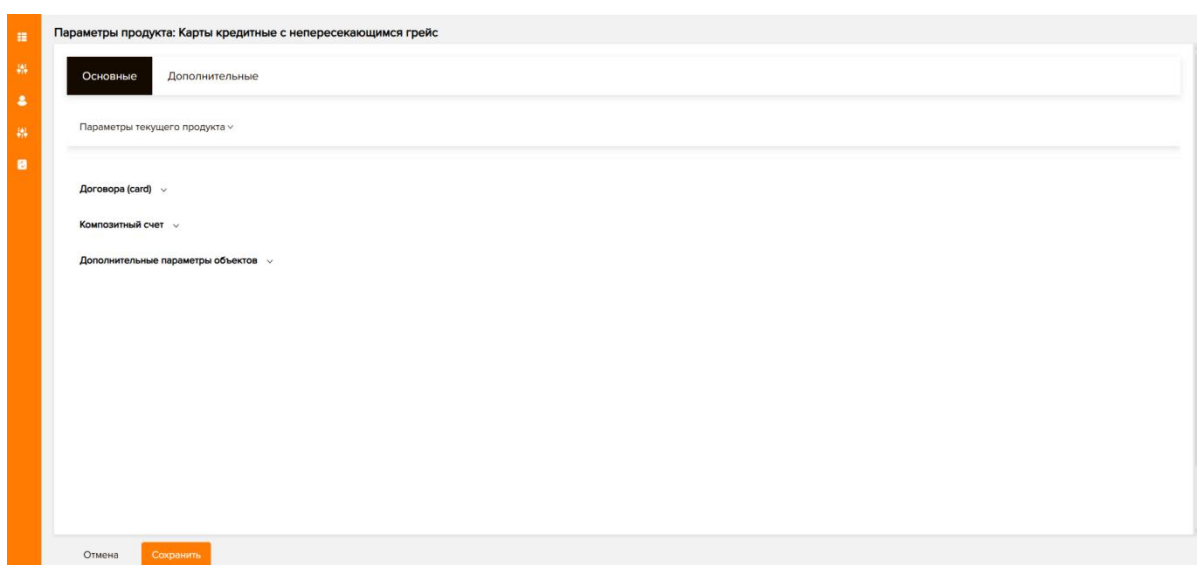 Параметры продукта: Карты кредитные с непересекающимся грейс
Основные Дополнительные
Параметры текущего продукта
Договора (card)
Композитный счет
Дополнительные параметры объектов
Отмена Сохранить